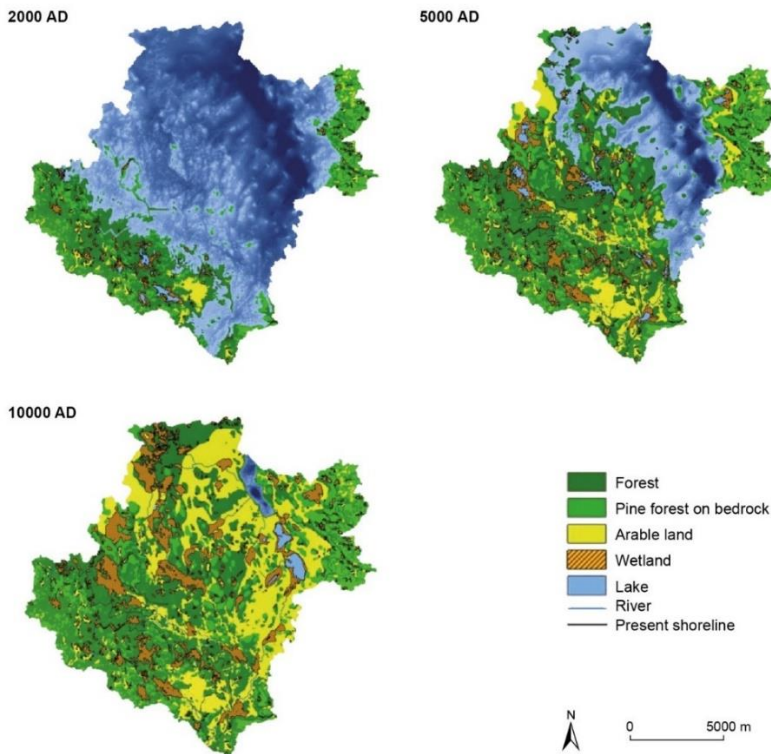 2000 AD
5000 AD
10000 AD
Forest
Pine forest on bedrock
Arable land
Wetland
Lake
River
Present shoreline
N
0 5000 m